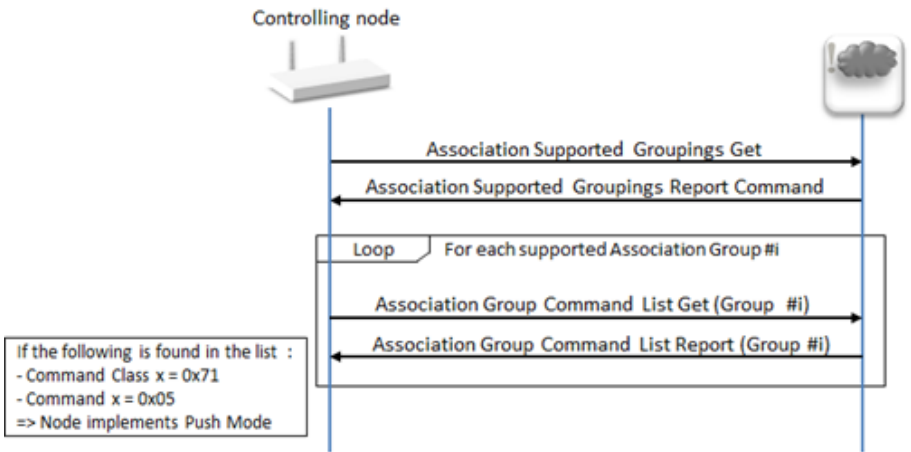 Controlling node
!
Association Supported Groupings Get
Association Supported Groupings Report Command
Loop
For each supported Association Group #i
Association Group Command List Get (Group #i)
Association Group Command List Report (Group #i)
If the following is found in the list :
- Command Class x = 0x71
- Command x = 0x05
=> Node implements Push Mode